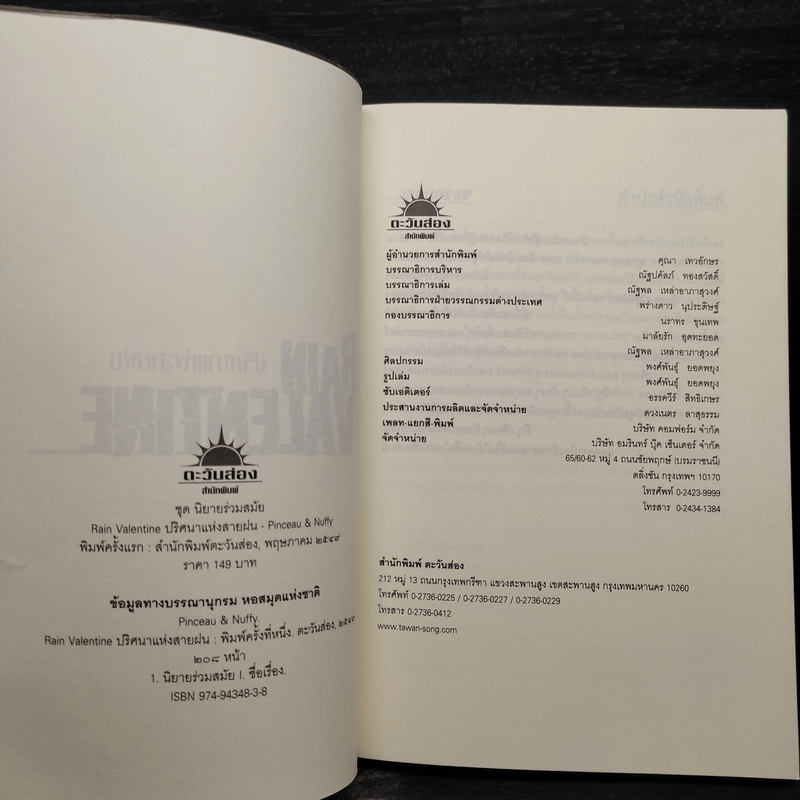 ตะวันส่อง
สำนักพิมพ์
ชุด นิยายร่วมสมัย
Rain Valentine ปริศนาแห่งสายฝน - Pinceau & Nuffy
พิมพ์ครั้งแรก : สำนักพิมพ์ตะวันส่อง, พฤษภาคม ๒๕๔๙
ราคา 149 บาท
ข้อมูลทางบรรณานุกรม หอสมุดแห่งชาติ
Pinceau & Nuffy.
Rain Valentine ปริศนาแห่งสายฝน : พิมพ์ครั้งที่หนึ่ง. ตะวันส่อง, ๒๕๔๙
๒๐๘ หน้า
1. นิยายร่วมสมัย I. ชื่อเรื่อง.
ISBN 974-94348-3-8
ตะวันส่อง
สำนักพิมพ์
ผู้อำนวยการสำนักพิมพ์ คุณา เทวอักษร
บรรณาธิการบริหาร ณัฐปคัลภ์ ทองสวัสดิ์
บรรณาธิการเล่ม ณัฐพล เหล่าอาภาสุวงศ์
บรรณาธิการฝ่ายวรรณกรรมต่างประเทศ พร่างดาว นุประดิษฐ์
กองบรรณาธิการ นราทร ขุนเทพ
มาลัยรัก อุดทะยอด
ณัฐพล เหล่าอาภาสุวงศ์
ศิลปกรรม พงศ์พันธุ์ ยอดพยุง
รูปเล่ม พงศ์พันธุ์ ยอดพยุง
ซับเอดิเตอร์ อรรควีร์ สิทธิเกษร
ประสานงานการผลิตและจัดจำหน่าย ดวงเนตร ลาสุธรรม
เพลท-แยกสี-พิมพ์ บริษัท คอมฟอร์ม จำกัด
จัดจำหน่าย บริษัท อมรินทร์ บุ๊ค เซ็นเตอร์ จำกัด
65/60-62 หมู่ 4 ถนนชัยพฤกษ์ (บรมราชชนนี)
ตลิ่งชัน กรุงเทพฯ 10170
โทรศัพท์ 0-2423-9999
โทรสาร 0-2434-1384
สำนักพิมพ์ ตะวันส่อง
212 หมู่ 13 ถนนกรุงเทพกรีฑา แขวงสะพานสูง เขตสะพานสูง กรุงเทพมหานคร 10260
โทรศัพท์ 0-2736-0225 / 0-2736-0227 / 0-2736-0229
โทรสาร 0-2736-0412
www.tawan-song.com